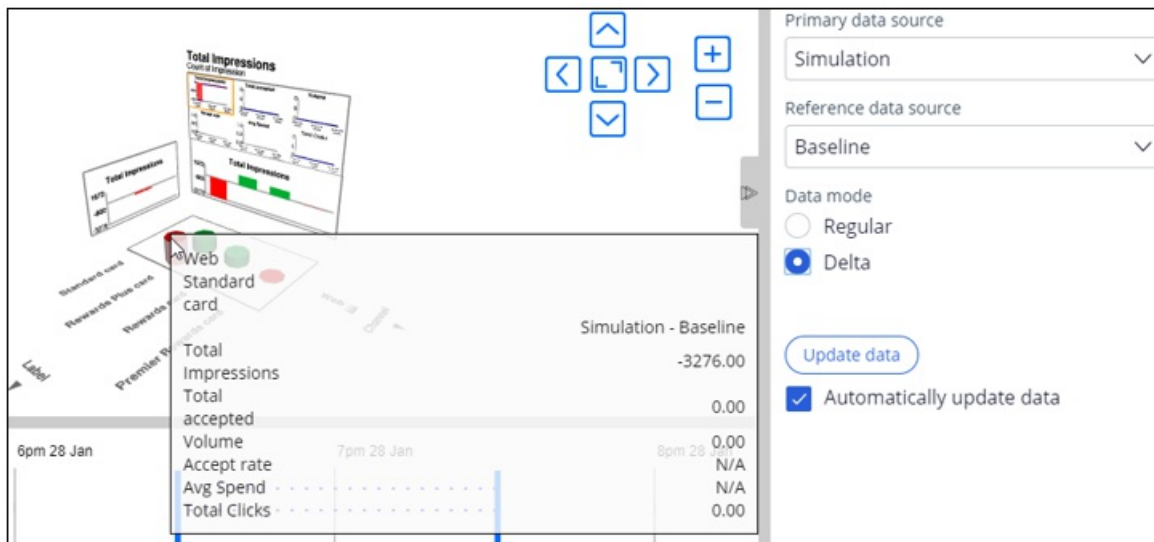 Total Impressions
Count of Impression
Total Impressions
Total Impressions
Standard card
Rewards Plus card
Rewards
Premier Rewards card
Label
Channel
Web
Standard
card
Simulation - Baseline
Total
Impressions
-3276.00
Total
accepted
0.00
Volume
0.00
Accept rate
N/A
Avg Spend
N/A
Total Clicks
0.00
6pm 28 Jan
7pm 28 Jan
8pm 28 Jan
Primary data source
Simulation
Reference data source
Baseline
Data mode
Regular
Delta
Update data
Automatically update data